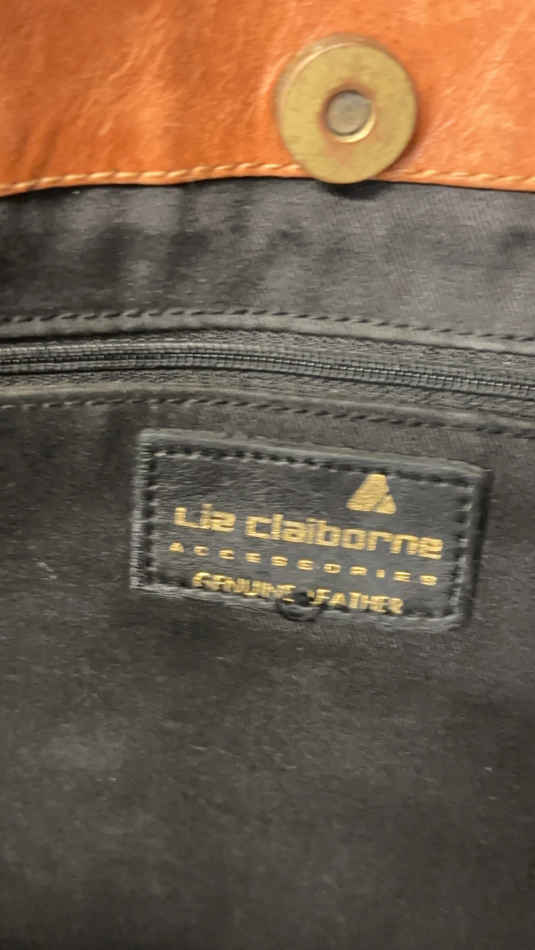 Liz claiborne
ACCESSORIES
GENUINE LEATHER